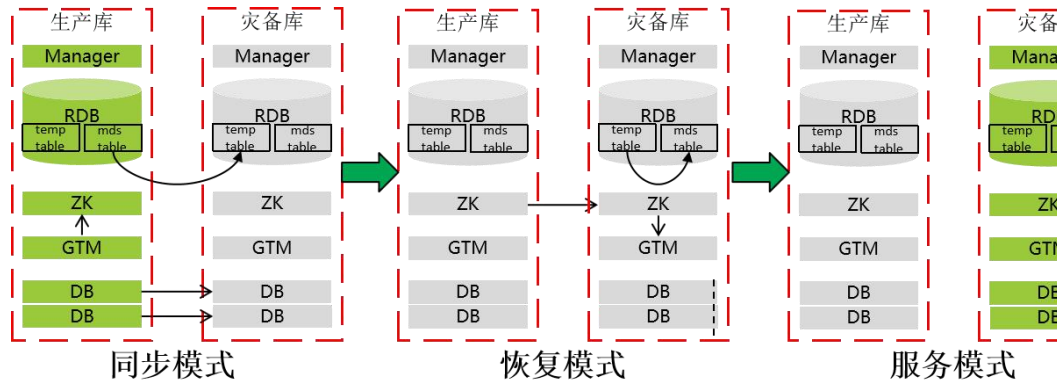 生产库
Manager
RDB
temp table
mds table
ZK
GTM
DB
DB
灾备库
Manager
RDB
temp table
mds table
ZK
GTM
DB
DB
同步模式
生产库
Manager
RDB
temp table
mds table
ZK
GTM
DB
DB
灾备库
Manager
RDB
temp table
mds table
ZK
GTM
DB
DB
恢复模式
生产库
Manager
RDB
temp table
mds table
ZK
GTM
DB
DB
灾备
temp table
服务模式